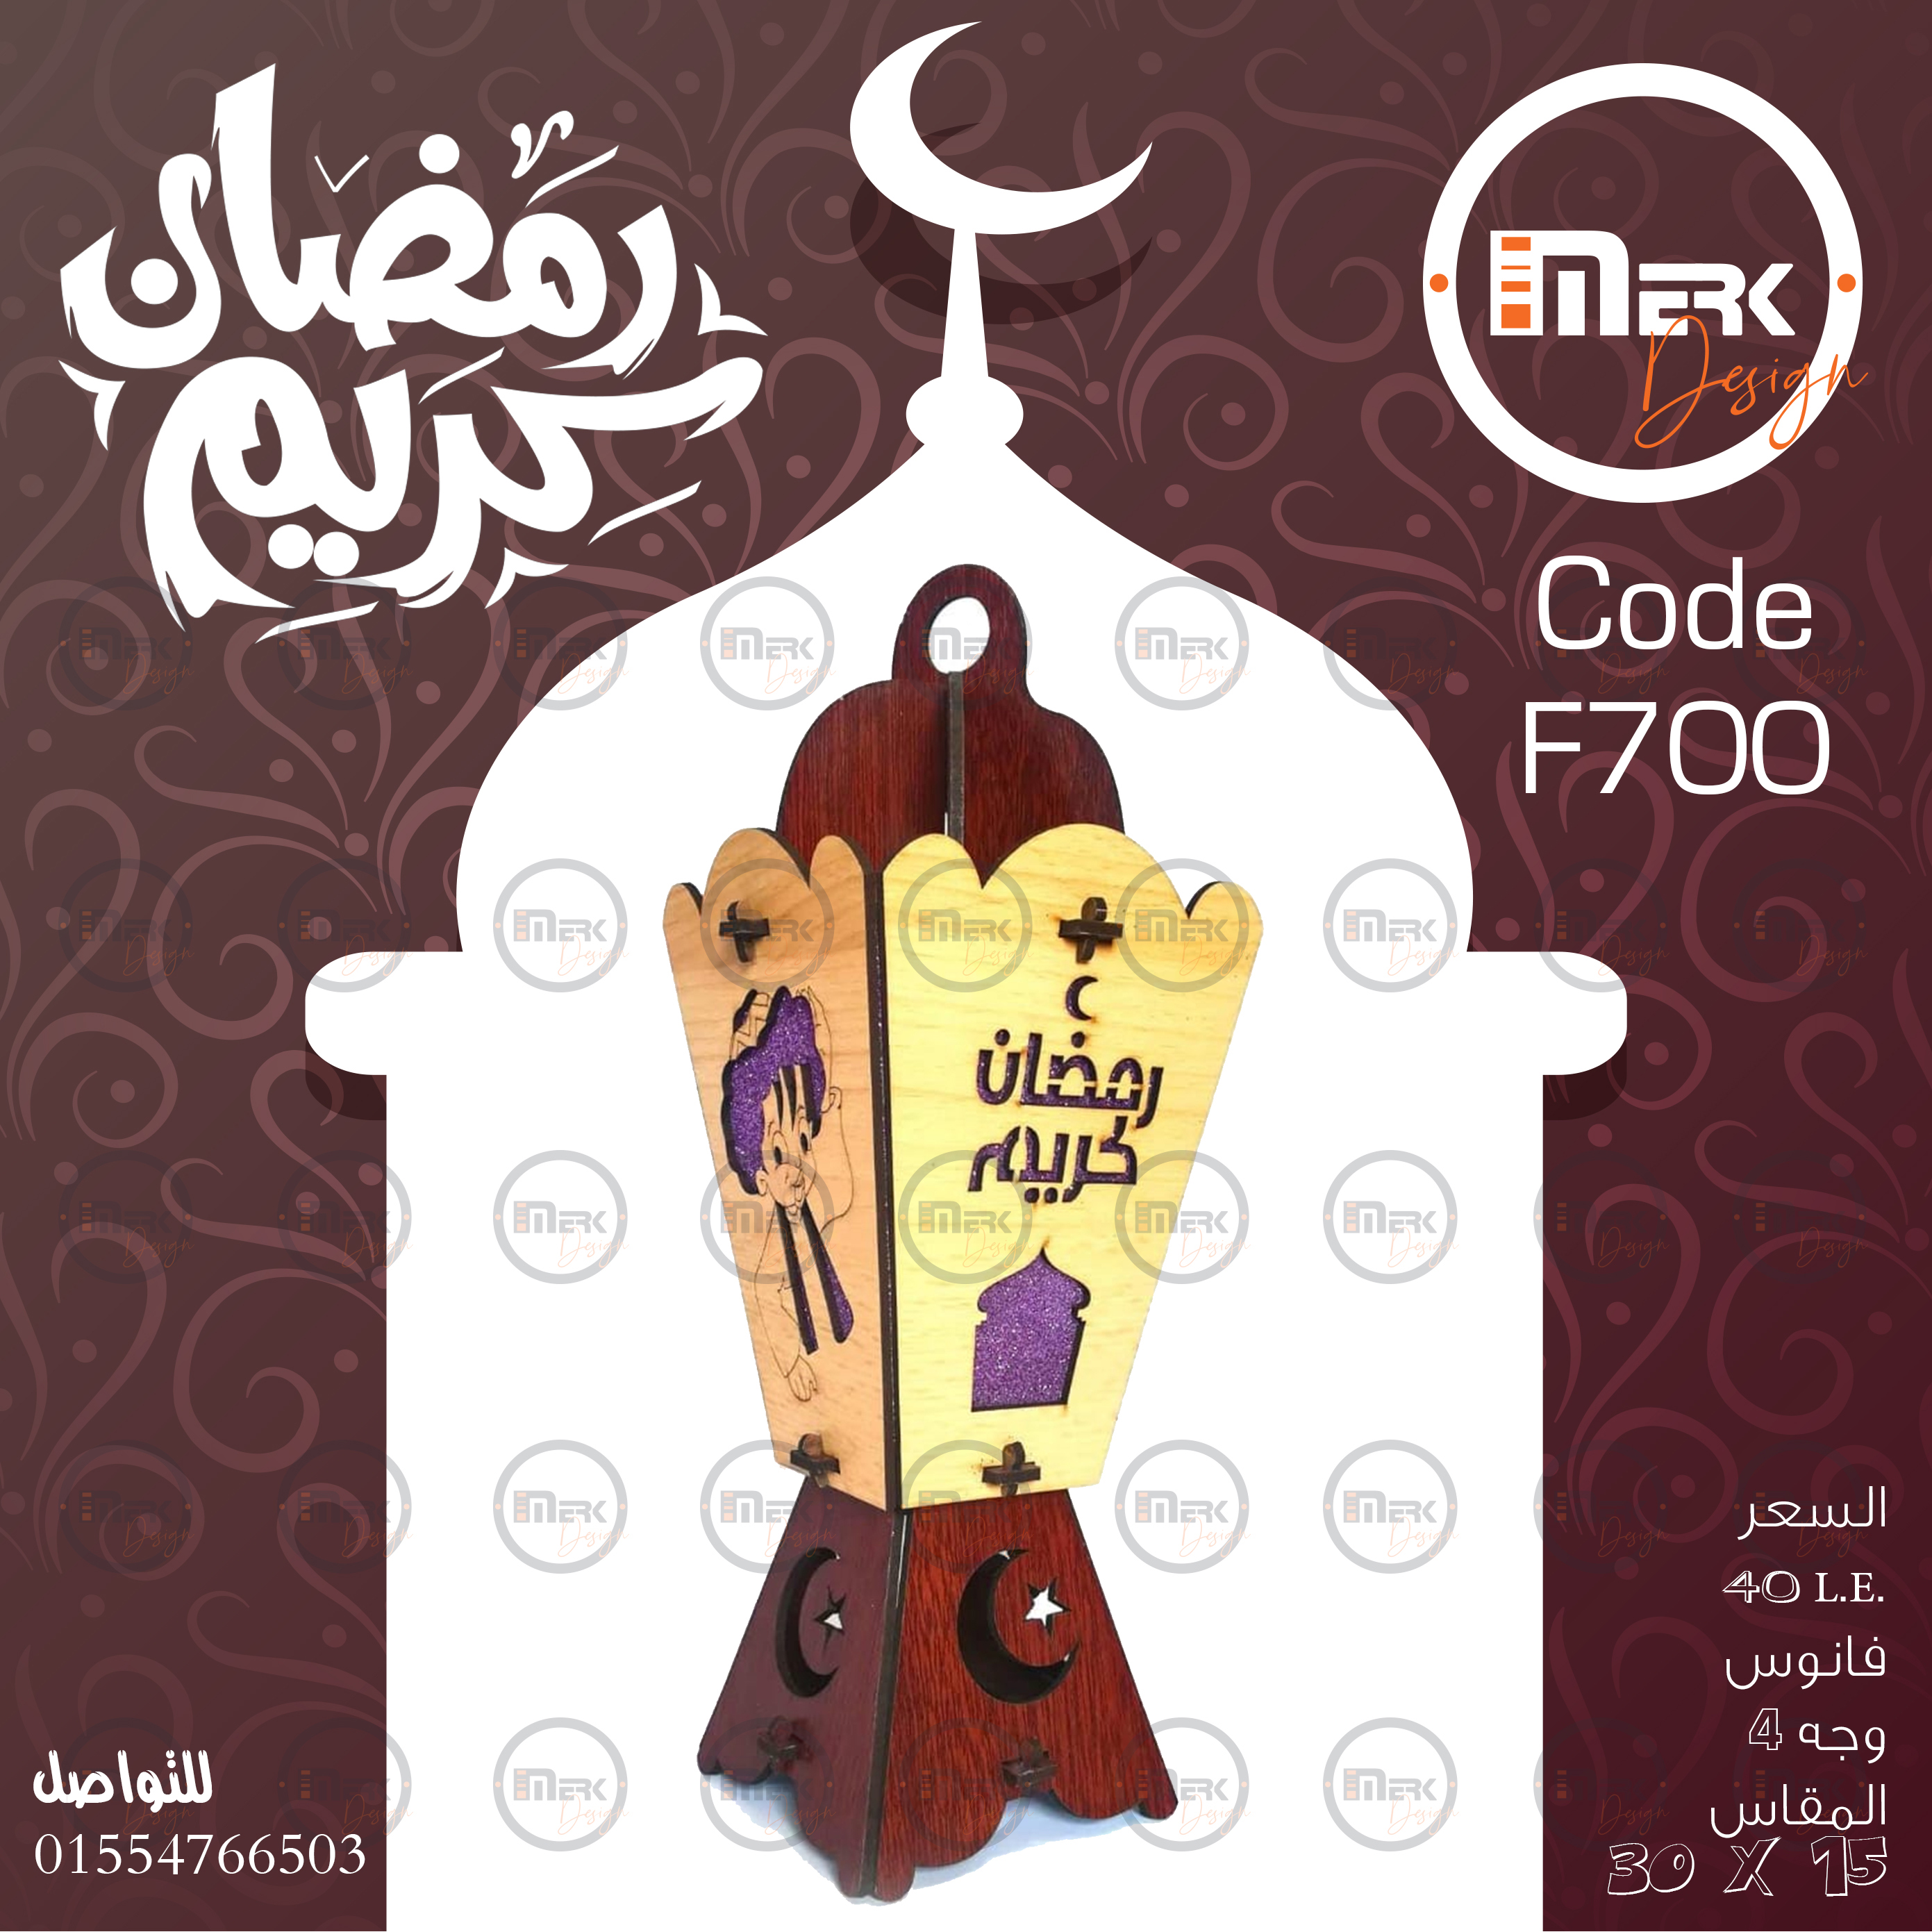 رمضان
كريم
MERK
Design
Code
F700
رمضان
كريم
السعر
40 L.E.
فانوس
4 وجه
المقاس
30 X 15
للتواصل
01554766503